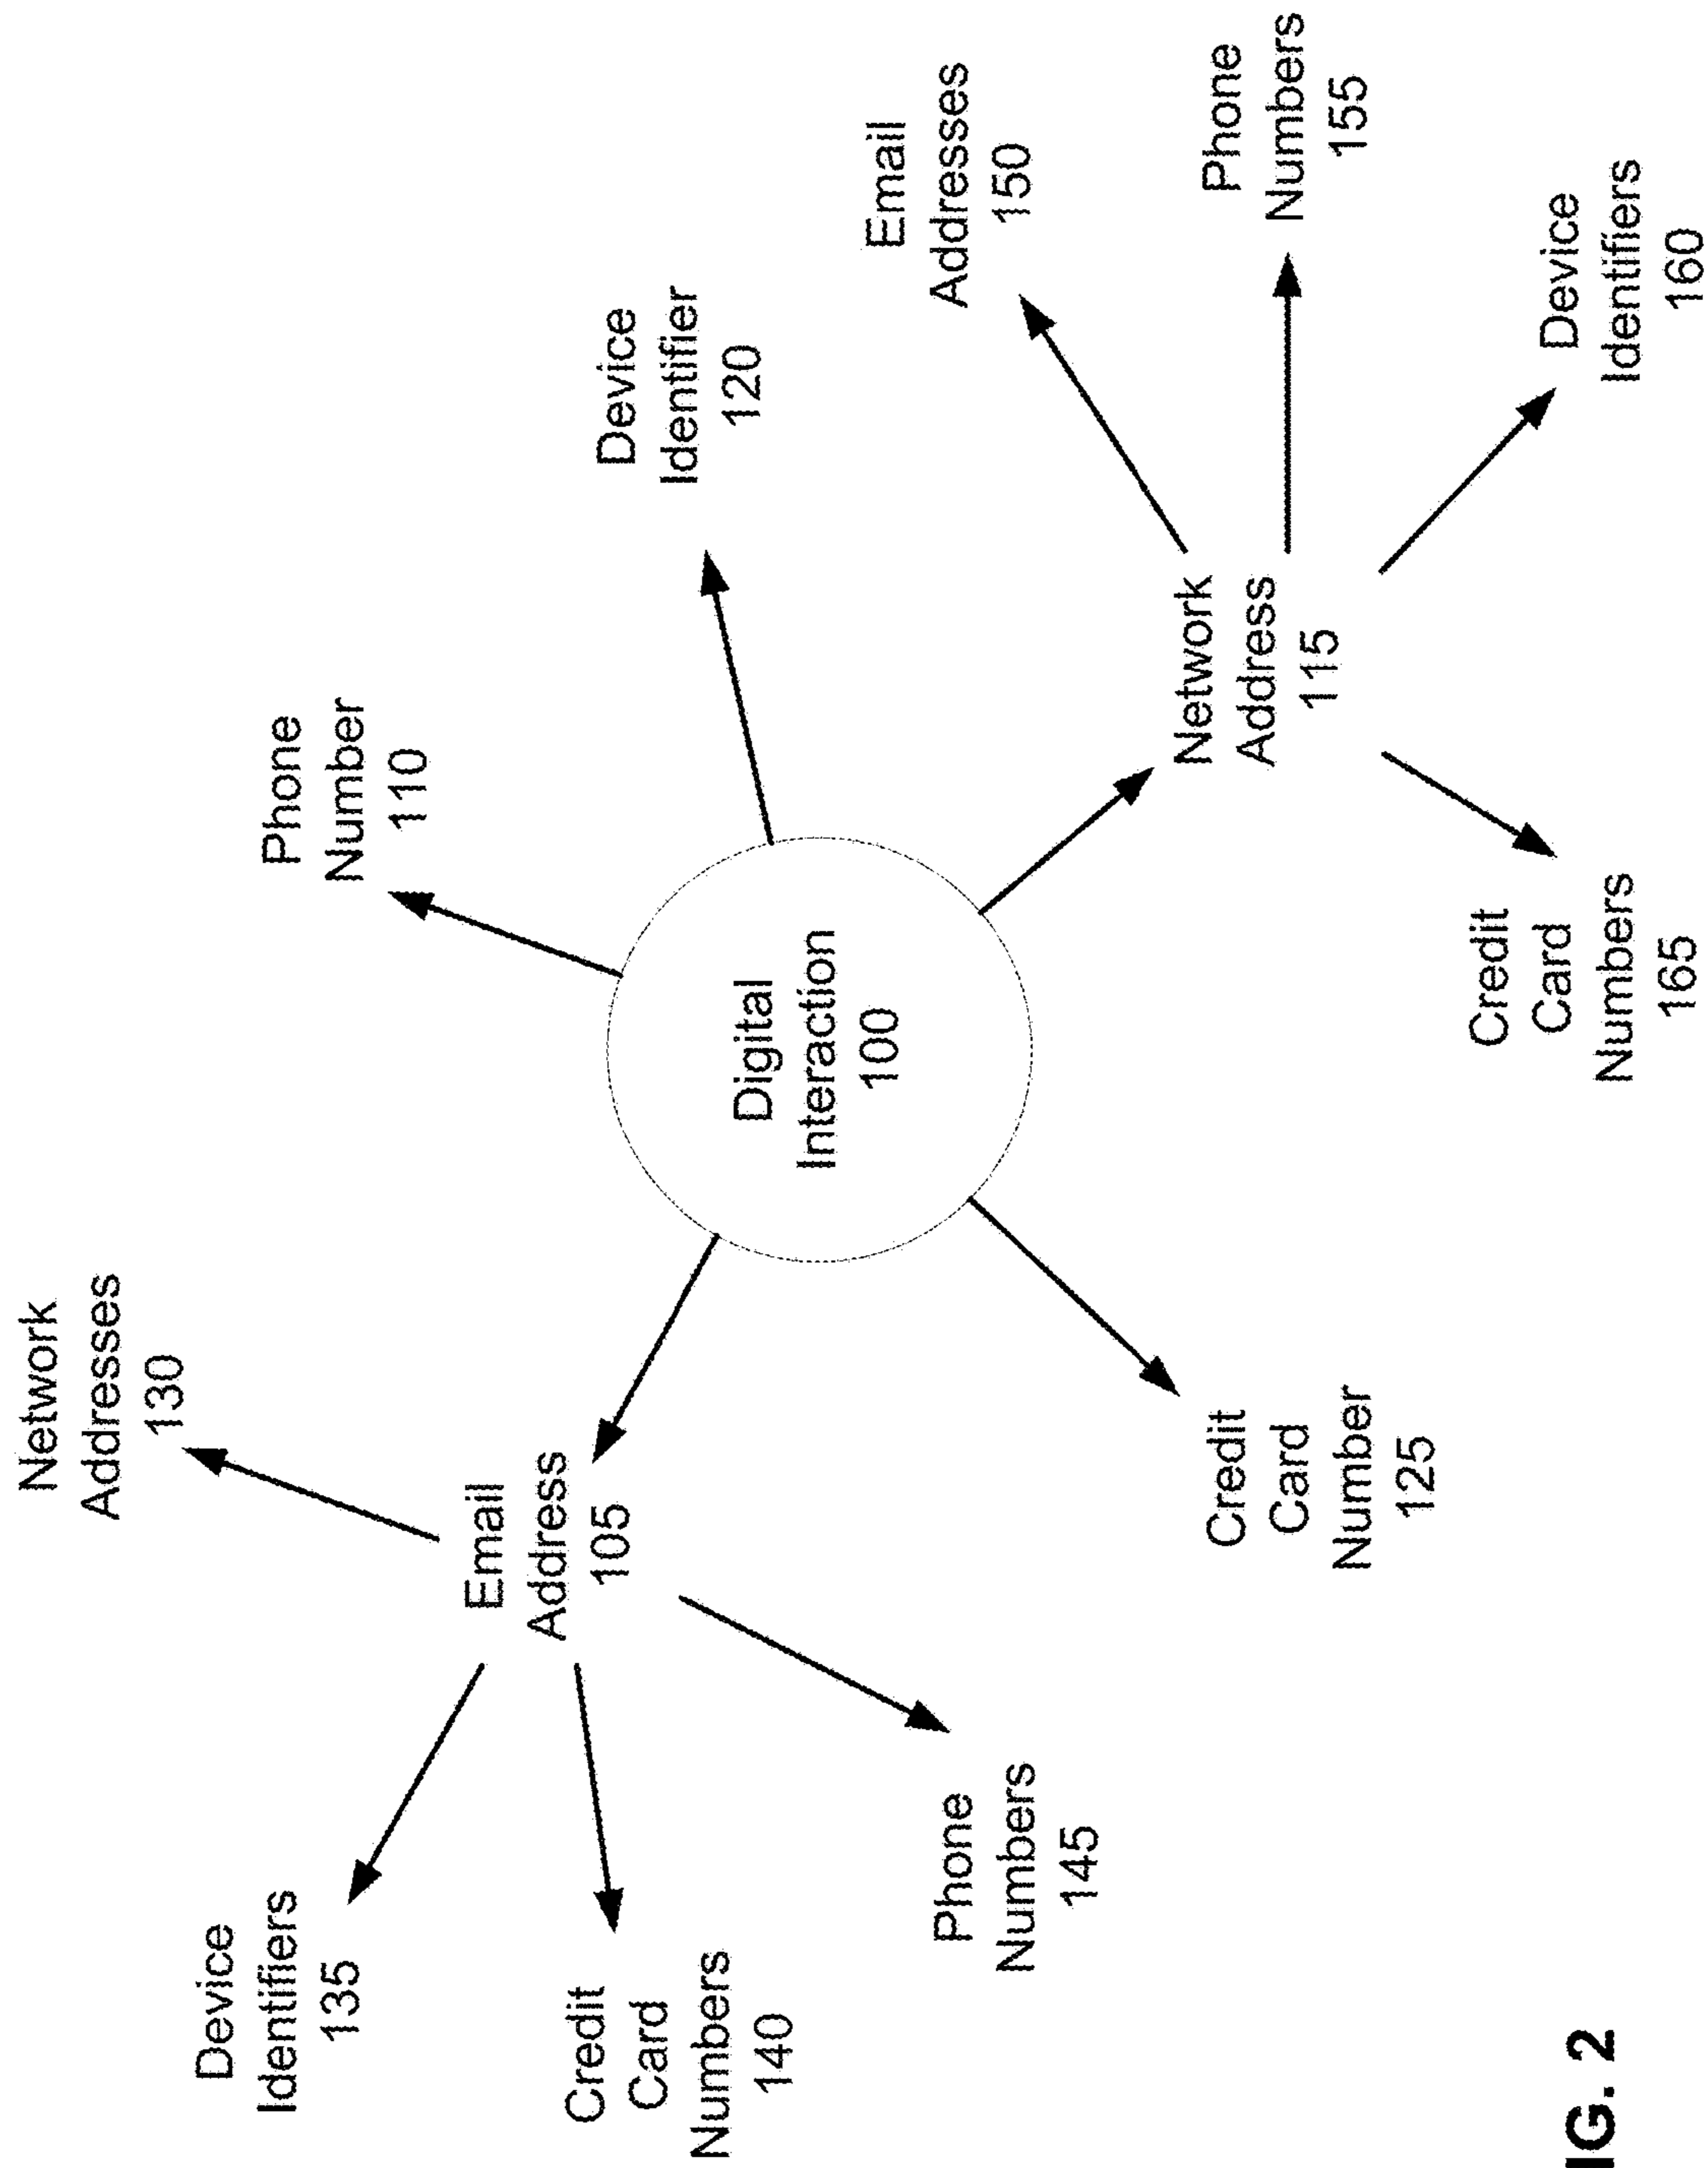 Network
Addresses
130
Device
Identifiers
135
Email
Address
105
Credit
Card
Numbers
140
Phone
Numbers
145
Phone
Number
110
Device
Identifier
120
Digital
Interaction
100
Credit
Card
Number
125
Email
Addresses
150
Network
Address
115
Phone
Numbers
155
Device
Identifiers
160
Credit
Card
Numbers
165
IG. 2